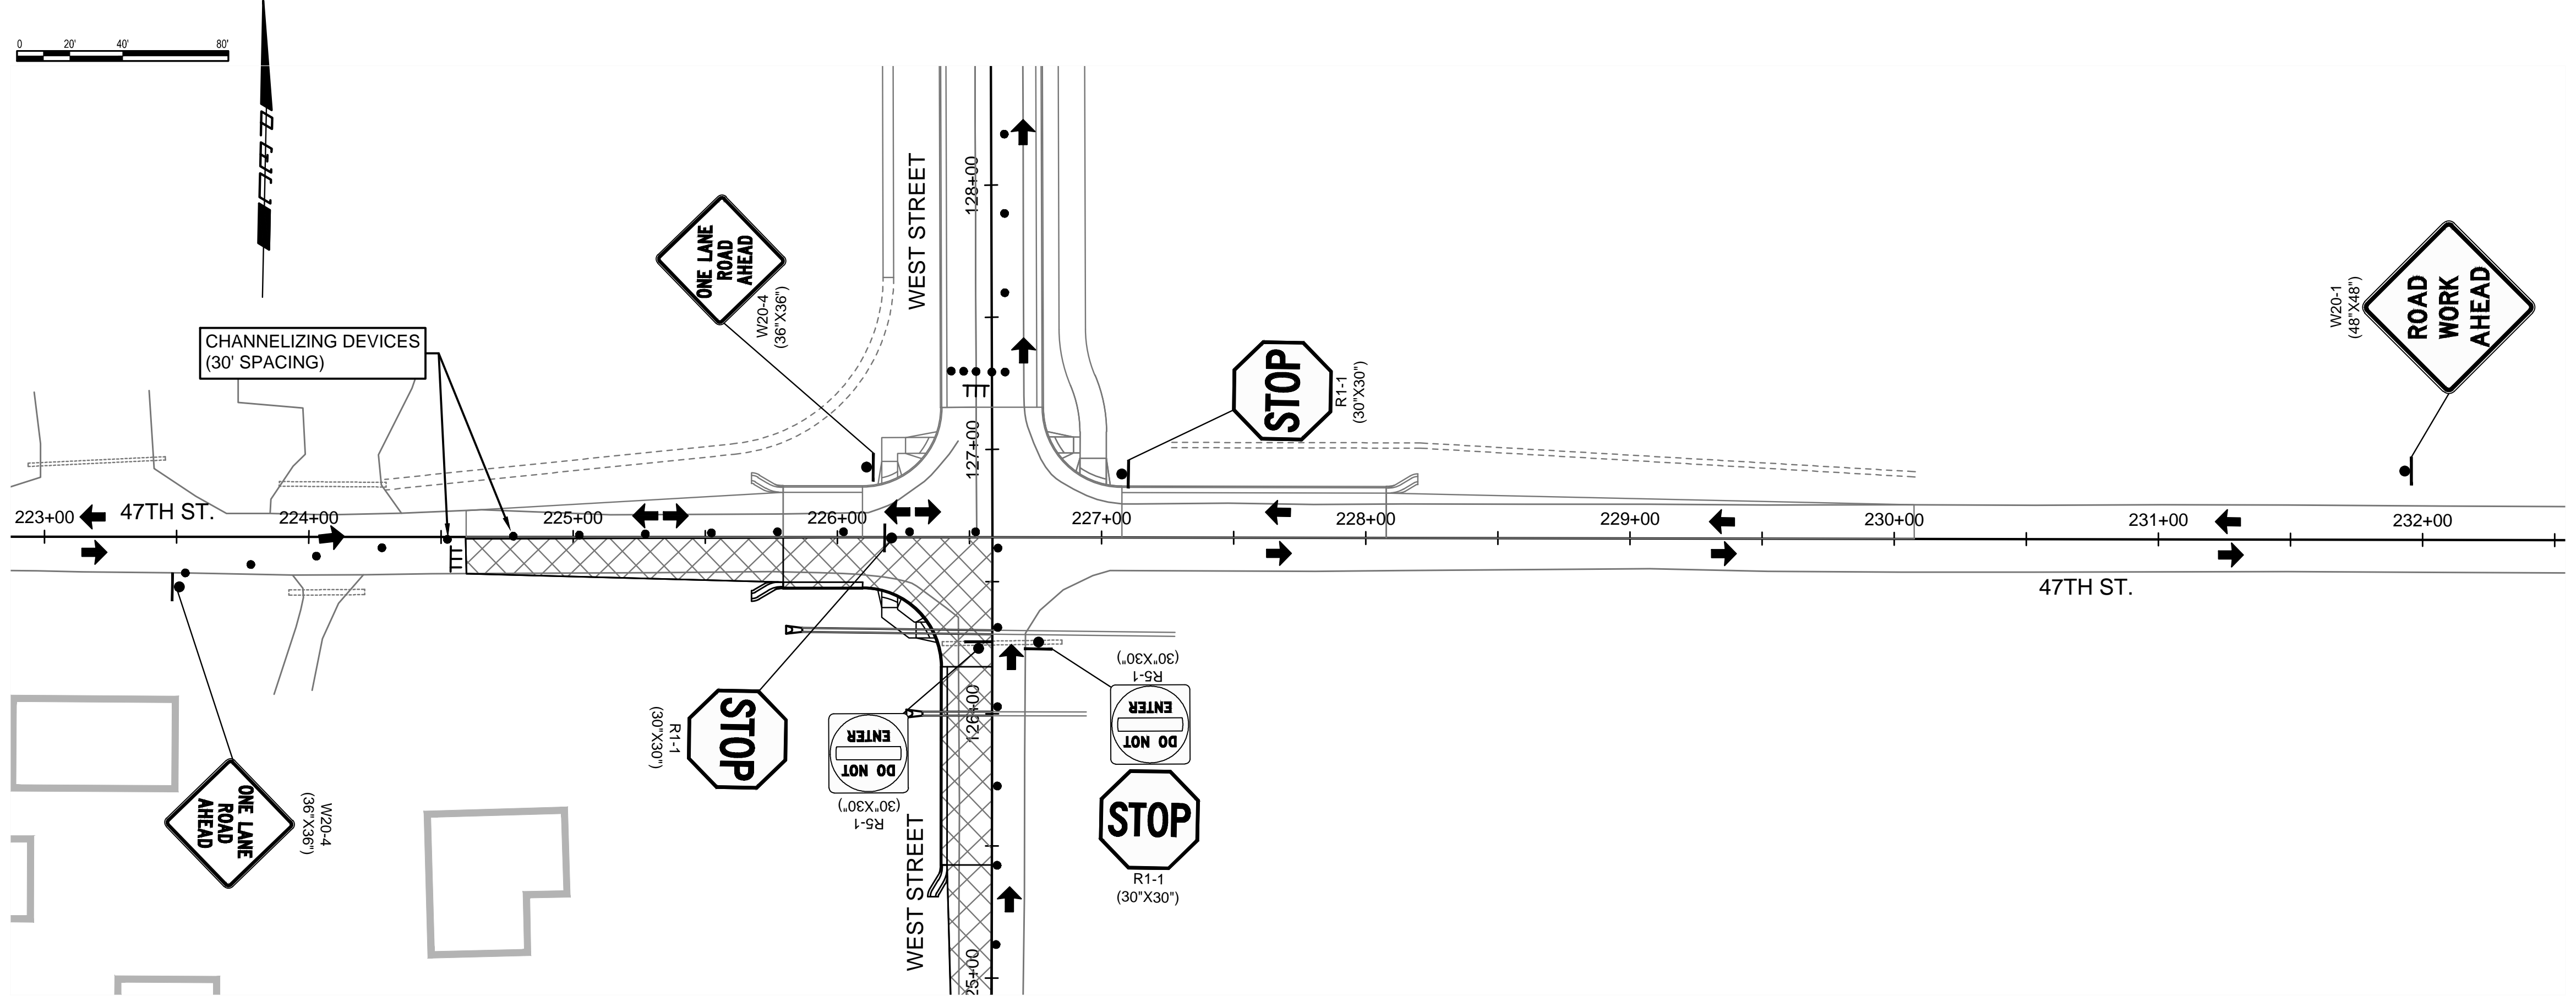 0 20' 40' 80'
WEST STREET
128+00
ONE LANE
ROAD
AHEAD
W20-4
(36"X36")
ROAD
WORK
AHEAD
W20-1
(48"X48")
CHANNELIZING DEVICES
(30' SPACING)
STOP
R1-1
(30"X30")
127+00
223+00 47TH ST. 224+00 225+00 226+00 227+00 228+00 229+00 230+00 231+00 232+00
47TH ST.
STOP
R1-1
(30"X30")
126+00
DO NOT
ENTER
R5-1
(30"X30")
DO NOT
ENTER
R5-1
(30"X30")
STOP
R1-1
(30"X30")
ONE LANE
ROAD
AHEAD
W20-4
(36"X36")
WEST STREET
25+00